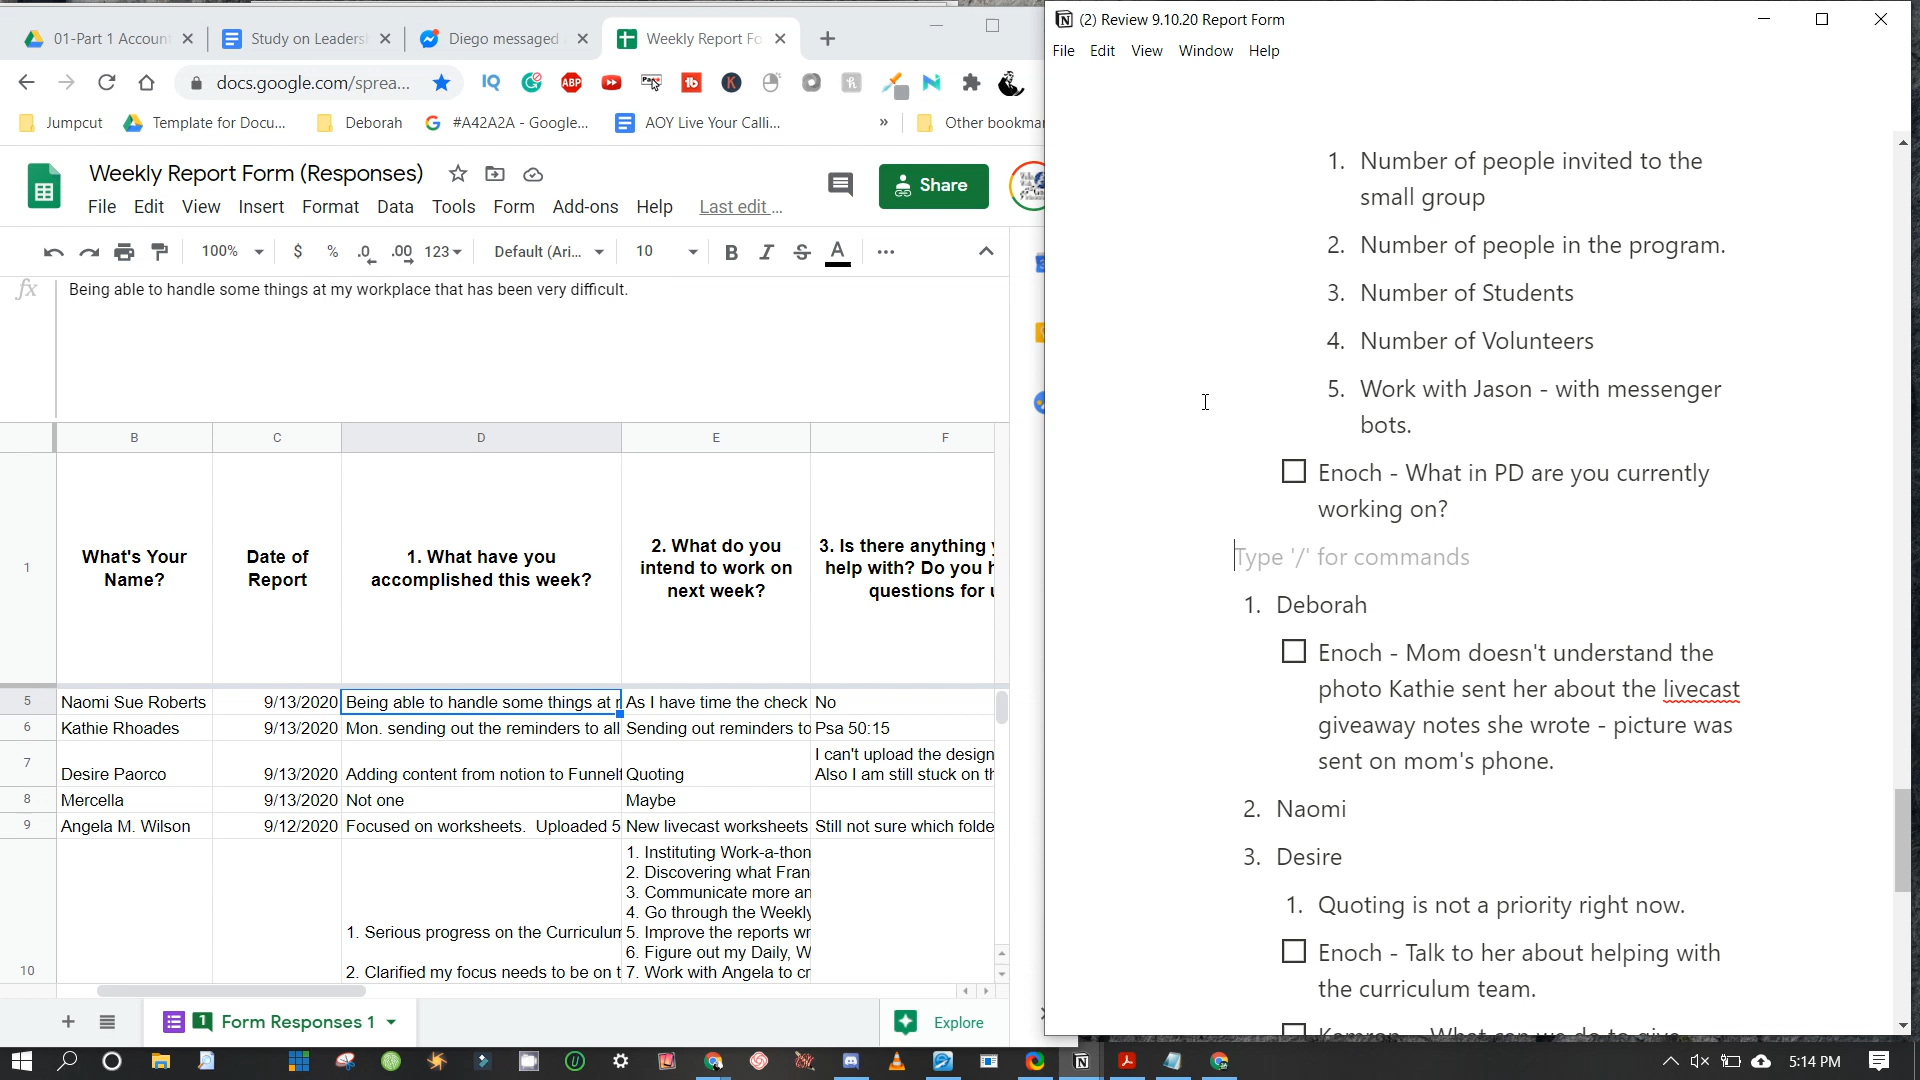 01-Part 1 Accoun
Study on Leaders
Diego messaged
Weekly Report Fo
docs.google.com/sprea...
Jumpcut
Template for Docu...
Deborah
#A42A2A - Google...
AOY Live Your Calli...
»
Other bookmar
Weekly Report Form (Responses)
Share
File Edit View Insert Format Data Tools Form Add-ons Help Last edit ...
100% $ % .0 .00 123 Default (Ari... 10 B I S A ...
fx Being able to handle some things at my workplace that has been very difficult.
B C D E F
1
What's Your
Name?
Date of
Report
1. What have you
accomplished this week?
2. What do you
intend to work on
next week?
3. Is there anything
help with? Do you h
questions for
5 Naomi Sue Roberts 9/13/2020 Being able to handle some things at r As I have time the check No
6 Kathie Rhoades 9/13/2020 Mon. sending out the reminders to all Sending out reminders to Psa 50:15
I can't upload the design
7 Desire Paorco 9/13/2020 Adding content from notion to Funnel Quoting Also I am still stuck on th
8 Mercella 9/13/2020 Not one Maybe
9 Angela M. Wilson 9/12/2020 Focused on worksheets. Uploaded 5 New livecast worksheets Still not sure which folde
1. Instituting Work-a-thon
2. Discovering what Fran
3. Communicate more an
4. Go through the Weekly
1. Serious progress on the Curriculum 5. Improve the reports wr
6. Figure out my Daily, W
10 2. Clarified my focus needs to be on t 7. Work with Angela to cr
Form Responses 1
1
Explore
(2) Review 9.10.20 Report Form
File Edit View Window Help
1. Number of people invited to the
small group
2. Number of people in the program.
3. Number of Students
4. Number of Volunteers
5. Work with Jason - with messenger
bots.
Enoch - What in PD are you currently
working on?
Type '/' for commands
1. Deborah
Enoch - Mom doesn't understand the
photo Kathie sent her about the livecast
giveaway notes she wrote - picture was
sent on mom's phone.
2. Naomi
3. Desire
1. Quoting is not a priority right now.
Enoch - Talk to her about helping with
the curriculum team.
5:14 PM